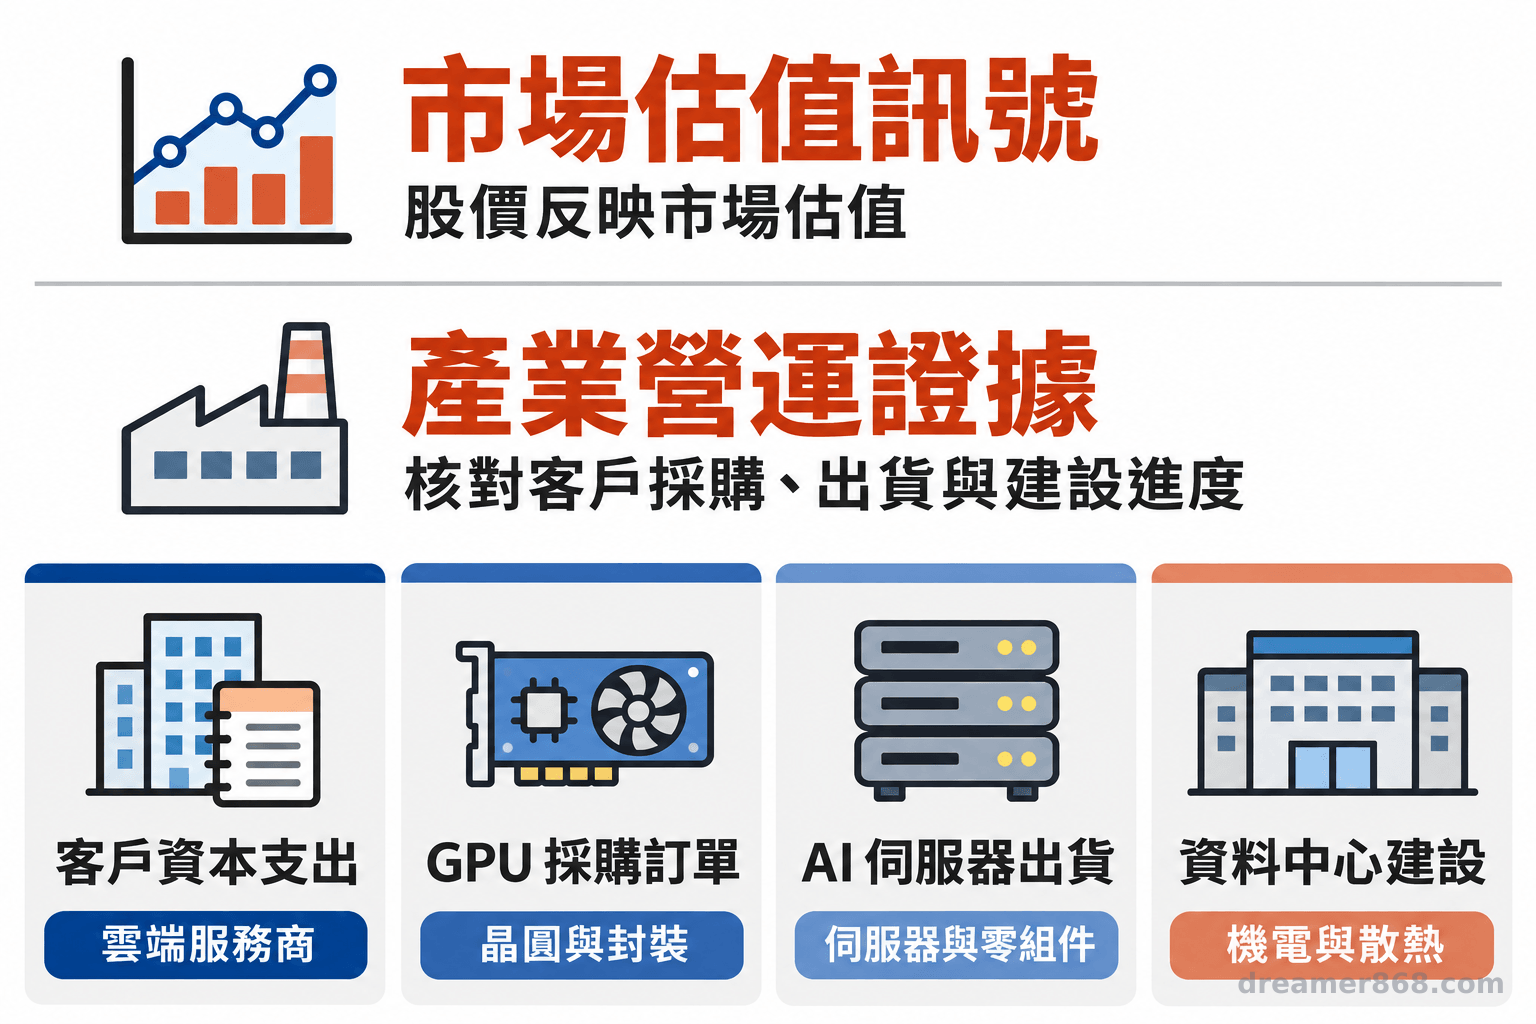 市場估值訊號
股價反映市場估值
產業營運證據
核對客戶採購、出貨與建設進度
客戶資本支出
雲端服務商
GPU 採購訂單
晶圓與封裝
AI 伺服器出貨
伺服器與零組件
資料中心建設
機電與散熱
dreamer868.com